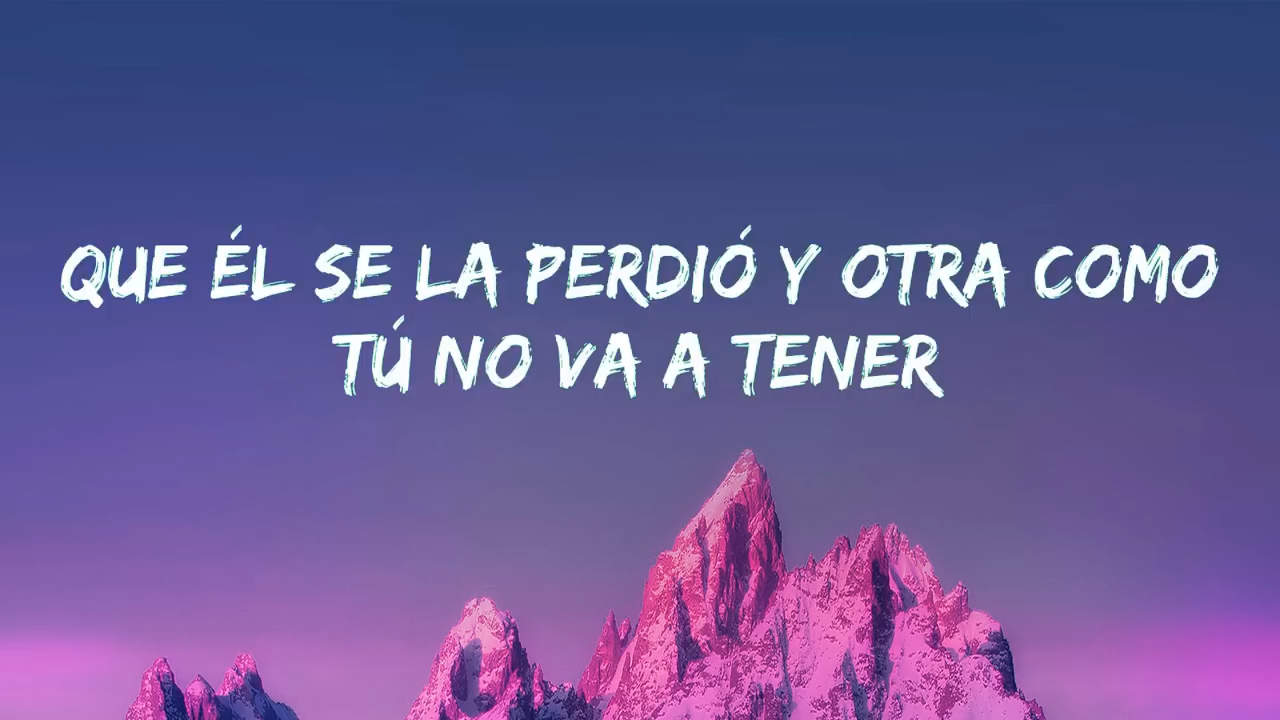 QUE ÉL SE LA PERDIÓ Y OTRA COMO
TÚ NO VA A TENER